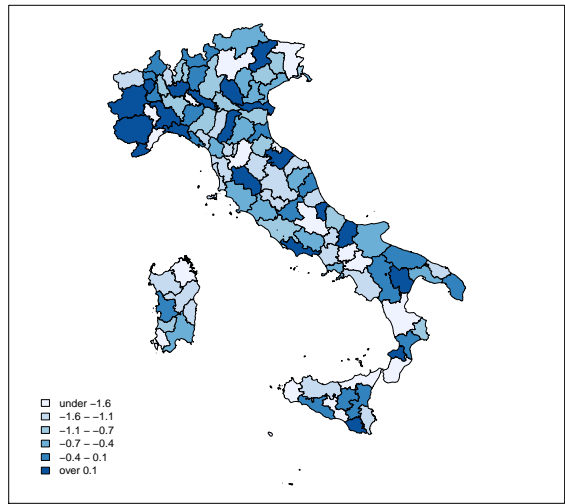 under −1.6
−1.6 − −1.1
−1.1 − −0.7
−0.7 − −0.4
−0.4 − 0.1
over 0.1